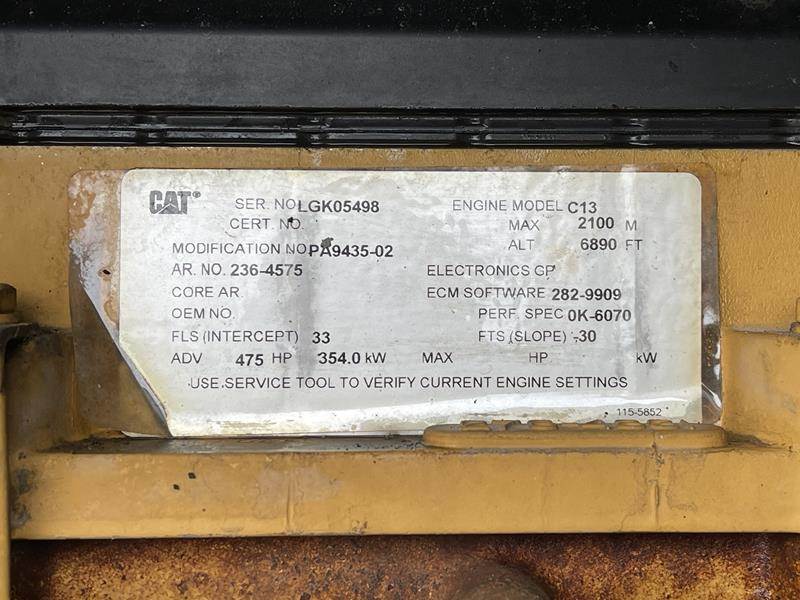 CAT® SER. NO. LGK05498 ENGINE MODEL C13
CERT. NO. MAX 2100 M
MODIFICATION NO. PA9435-02 ALT 6890 FT
AR. NO. 236-4575 ELECTRONICS GP
CORE AR. ECM SOFTWARE 282-9909
OEM NO. PERF. SPEC 0K-6070
FLS (INTERCEPT) 33 FTS (SLOPE) -30
ADV 475 HP 354.0 kW MAX HP kW
USE SERVICE TOOL TO VERIFY CURRENT ENGINE SETTINGS
115-5852